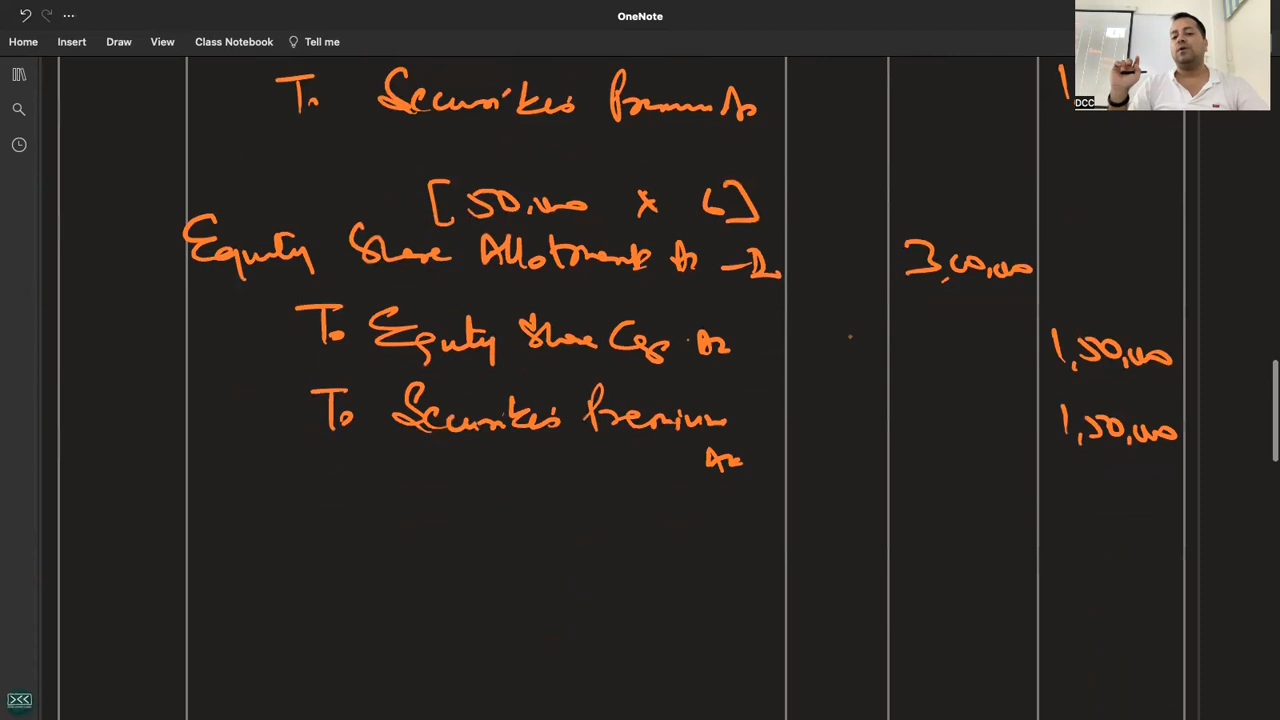 OneNote
Home Insert Draw View Class Notebook Tell me
To Securities Premium A/c
DCC
[50,000 x 6]
Equity Share Allotment A/c -Dr 3,00,000
To Equity Share Cap. A/c 1,50,000
To Securities Premium 1,50,000
A/c